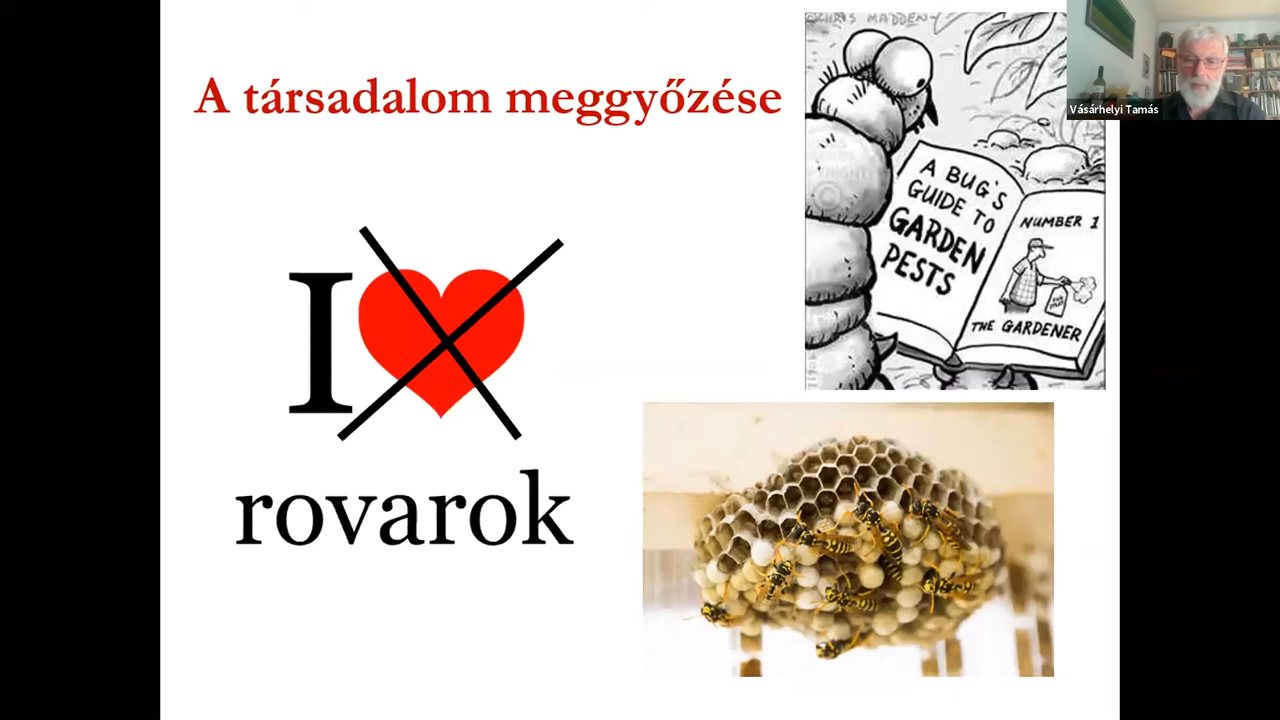 A társadalom meggyőzése
I
rovarok
©CHRIS MADDEN
A BUG'S
GUIDE TO
GARDEN
PESTS
NUMBER 1
THE GARDENER
Vásárhelyi Tamás